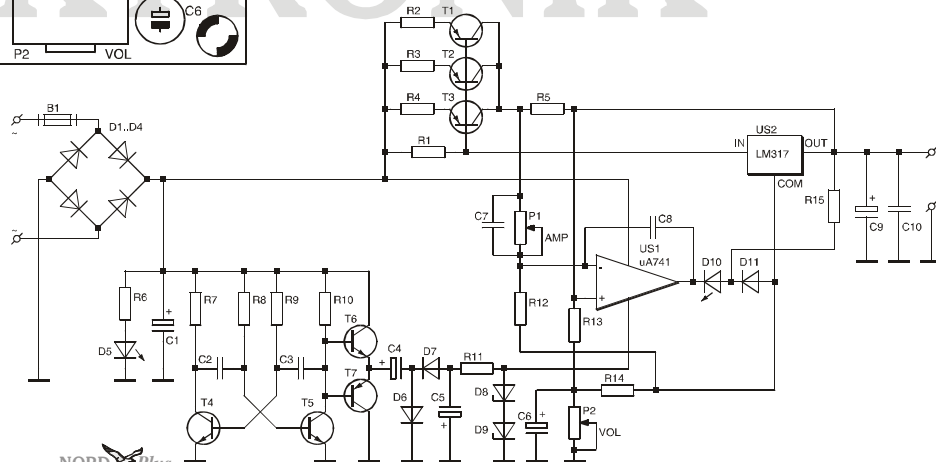 C6
P2 VOL
R2 T1
R3 T2
R4 T3
R1
R5
B1
~
D1..D4
~
US2
IN LM317 OUT
COM
R15
+
C9 C10
C7 P1
AMP
C8
US1
uA741
-
+
D10 D11
R6 R7 R8 R9 R10
+
C1
D5
C2 C3
T6
T7
T4 T5
+ C4 D7 R11
D6 C5
+
D8
D9
R12 R13
R14
C6 +
P2
VOL
NORD Plus